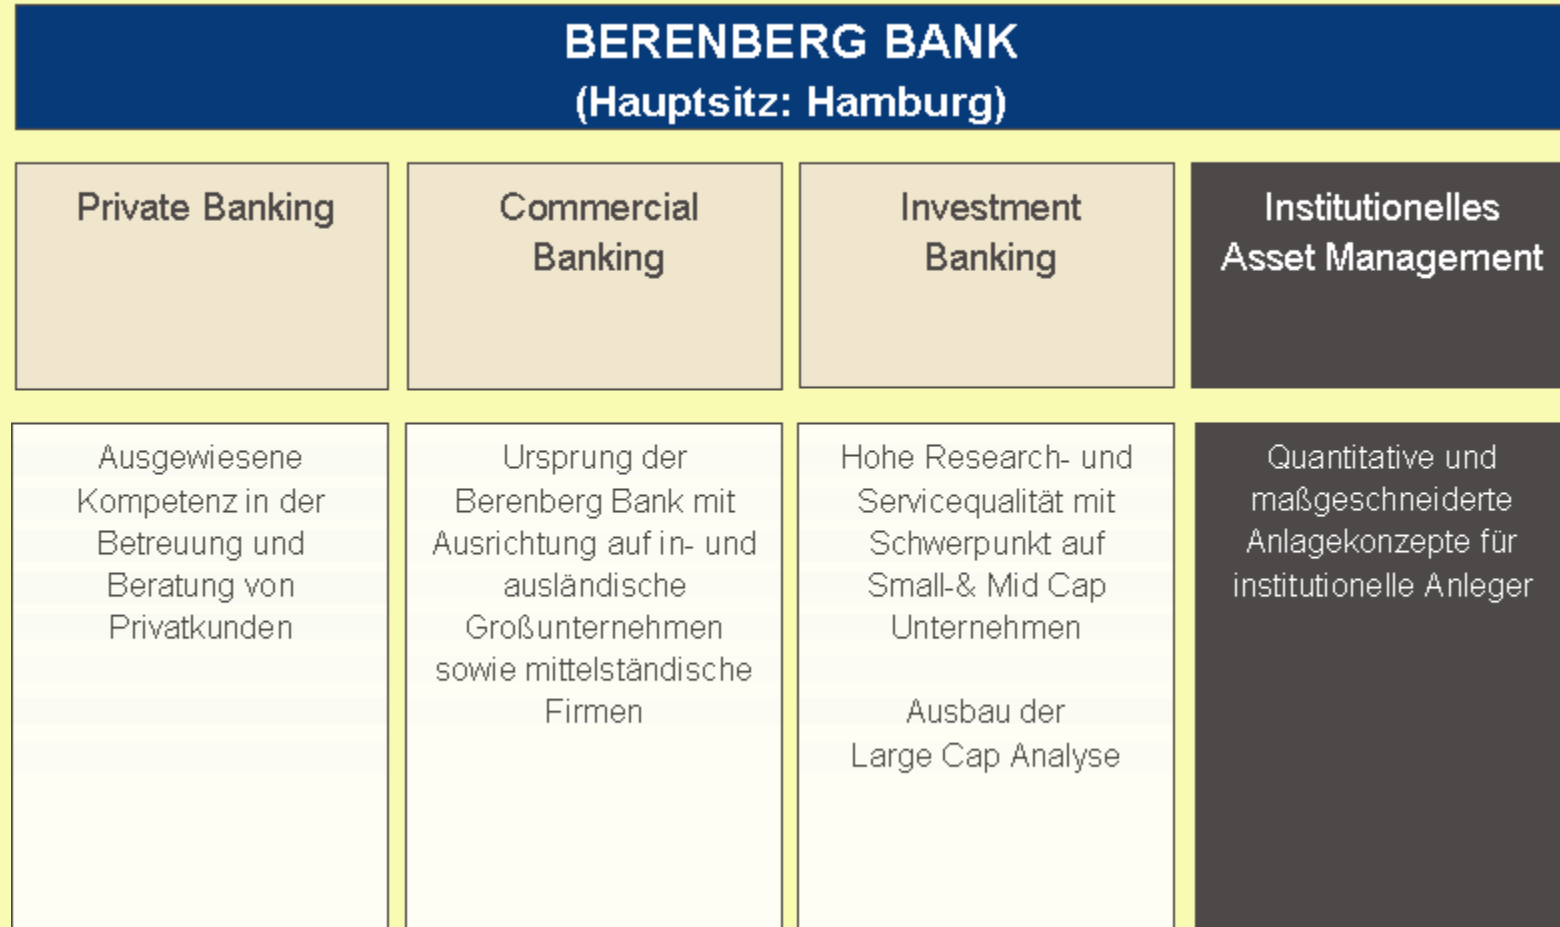 BERENBERG BANK
(Hauptsitz: Hamburg)
Private Banking
Commercial
Banking
Investment
Banking
Institutionelles
Asset Management
Ausgewiesene
Kompetenz in der
Betreuung und
Beratung von
Privatkunden
Ursprung der
Berenberg Bank mit
Ausrichtung auf in- und
ausländische
Großunternehmen
sowie mittelständische
Firmen
Hohe Research- und
Servicequalität mit
Schwerpunkt auf
Small-& Mid Cap
Unternehmen
Ausbau der
Large Cap Analyse
Quantitative und
maßgeschneiderte
Anlagekonzepte für
institutionelle Anleger